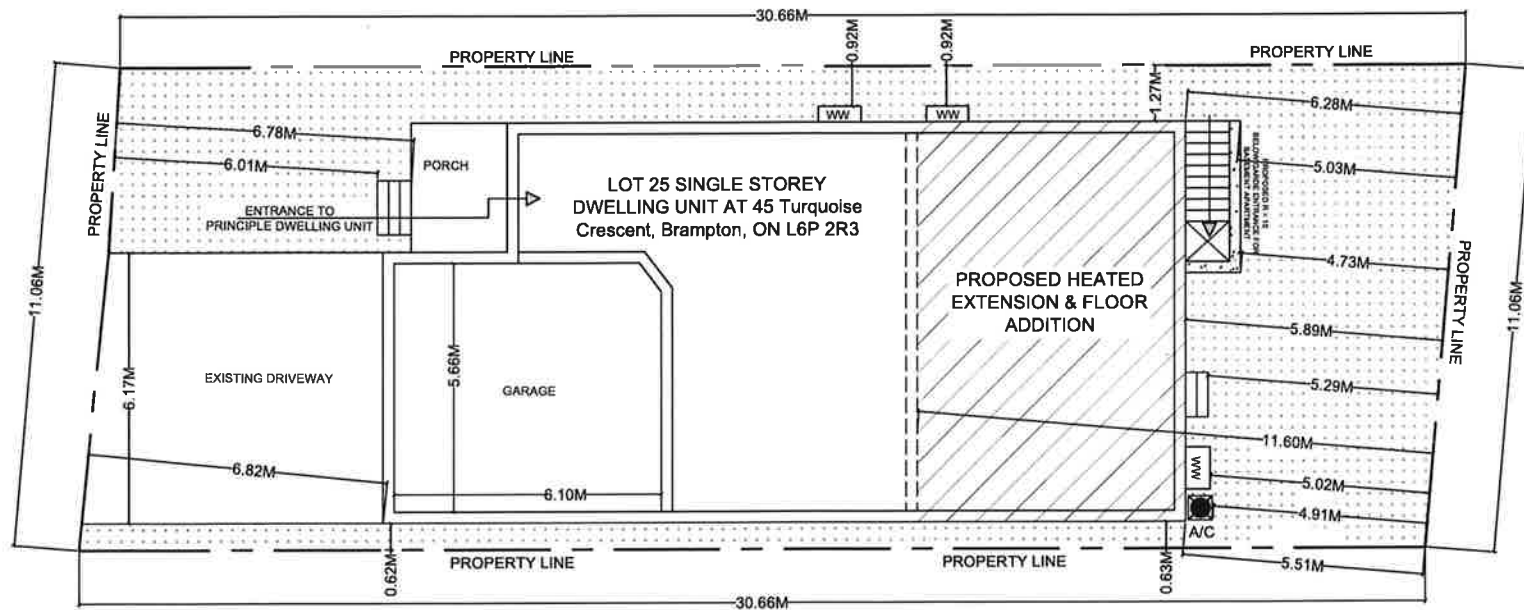 30.66M
PROPERTY LINE
PROPERTY LINE
0.92M
0.92M
1.27M
6.28M
WW
WW
6.78M
PORCH
6.01M
PROPERTY LINE
ENTRANCE TO
PRINCIPLE DWELLING UNIT
LOT 25 SINGLE STOREY
DWELLING UNIT AT 45 Turquoise
Crescent, Brampton, ON L6P 2R3
5.03M
BASEMENT APARTMENT
4.73M
PROPERTY LINE
11.06M
PROPOSED HEATED
EXTENSION & FLOOR
ADDITION
11.06M
5.89M
EXISTING DRIVEWAY
6.17M
5.66M
GARAGE
5.29M
11.60M
6.82M
6.10M
WW
5.02M
4.91M
A/C
PROPERTY LINE
PROPERTY LINE
0.62M
0.63M
5.51M
30.66M